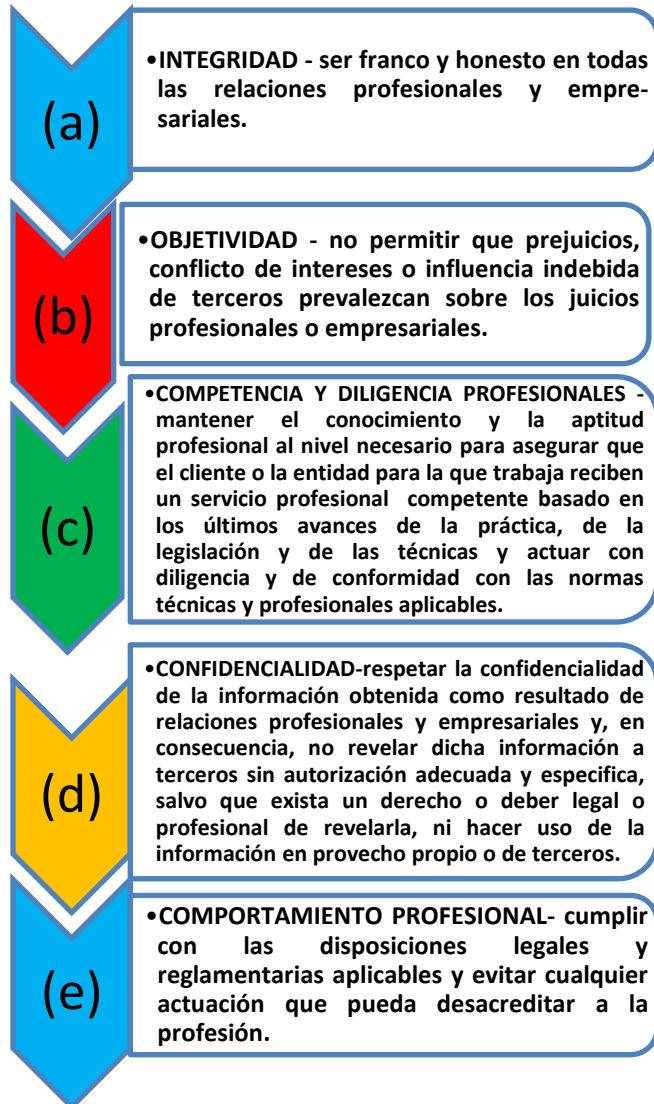 (a)
•INTEGRIDAD - ser franco y honesto en todas
las relaciones profesionales y empre-
sariales.
(b)
•OBJETIVIDAD - no permitir que prejuicios,
conflicto de intereses o influencia indebida
de terceros prevalezcan sobre los juicios
profesionales o empresariales.
(c)
•COMPETENCIA Y DILIGENCIA PROFESIONALES -
mantener el conocimiento y la aptitud
profesional al nivel necesario para asegurar que
el cliente o la entidad para la que trabaja reciben
un servicio profesional competente basado en
los últimos avances de la práctica, de la
legislación y de las técnicas y actuar con
diligencia y de conformidad con las normas
técnicas y profesionales aplicables.
(d)
•CONFIDENCIALIDAD-respetar la confidencialidad
de la información obtenida como resultado de
relaciones profesionales y empresariales y, en
consecuencia, no revelar dicha información a
terceros sin autorización adecuada y especifica,
salvo que exista un derecho o deber legal o
profesional de revelarla, ni hacer uso de la
información en provecho propio o de terceros.
(e)
•COMPORTAMIENTO PROFESIONAL- cumplir
con las disposiciones legales y
reglamentarias aplicables y evitar cualquier
actuación que pueda desacreditar a la
profesión.